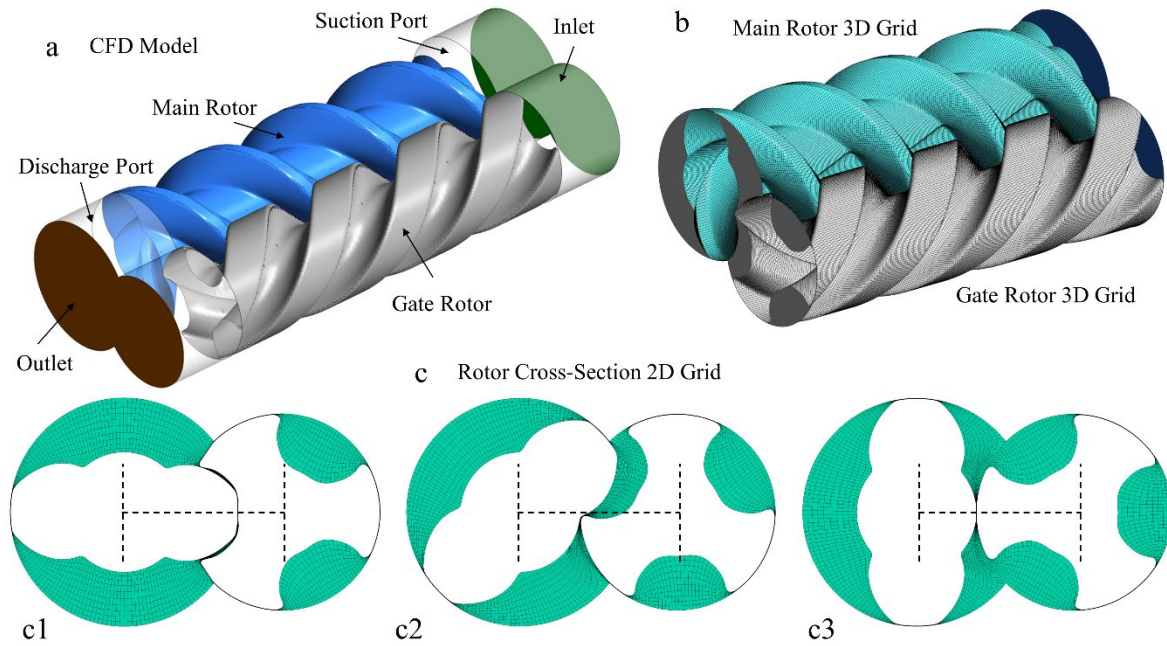 a CFD Model
Suction Port
Inlet
Main Rotor
Discharge Port
Gate Rotor
Outlet
b Main Rotor 3D Grid
Gate Rotor 3D Grid
c Rotor Cross-Section 2D Grid
c1
c2
c3